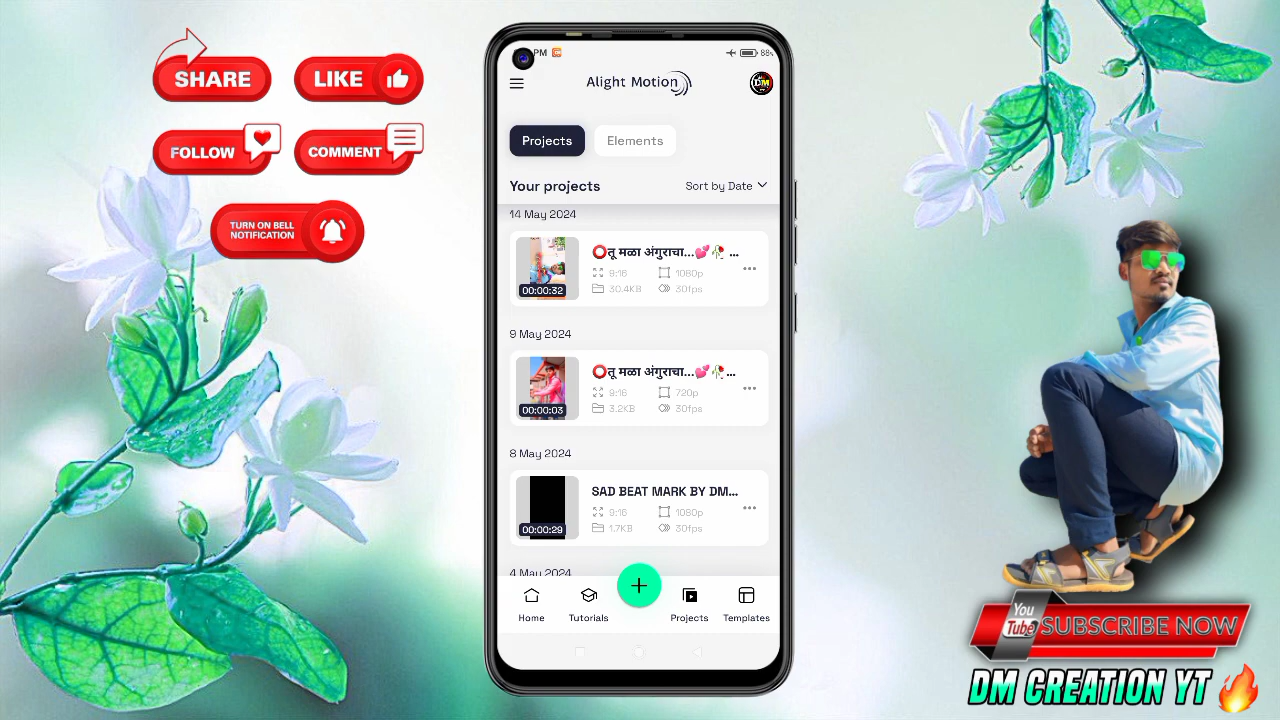 SHARE
LIKE
FOLLOW
COMMENT
TURN ON BELL
NOTIFICATION
PM
88%
Alight Motion
DM
Projects
Elements
Your projects
Sort by Date
14 May 2024
तू मळा अंगुराचा...💕🥀 ...
9:16
1080p
00:00:32
30.4KB
30fps
9 May 2024
तू मळा अंगुराचा...💕🥀 ...
9:16
720p
00:00:03
3.2KB
30fps
8 May 2024
SAD BEAT MARK BY DM...
9:16
1080p
00:00:29
1.7KB
30fps
4 May 2024
Home
Tutorials
Projects
Templates
You
Tube
SUBSCRIBE NOW
DM CREATION YT